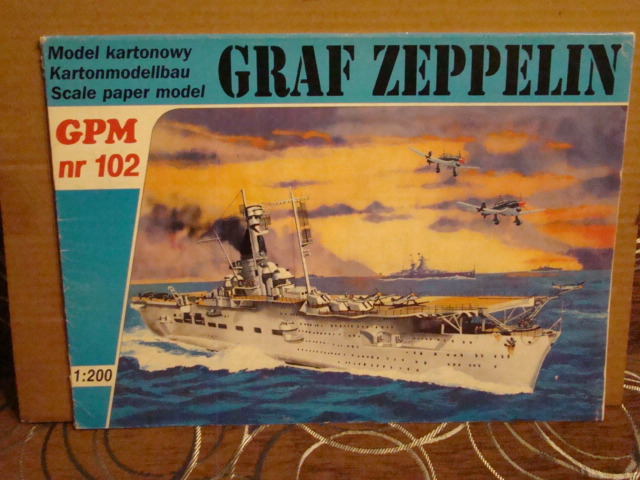 Model kartonowy
Kartonmodellbau
Scale paper model
GRAF ZEPPELIN
GPM
nr 102
1:200